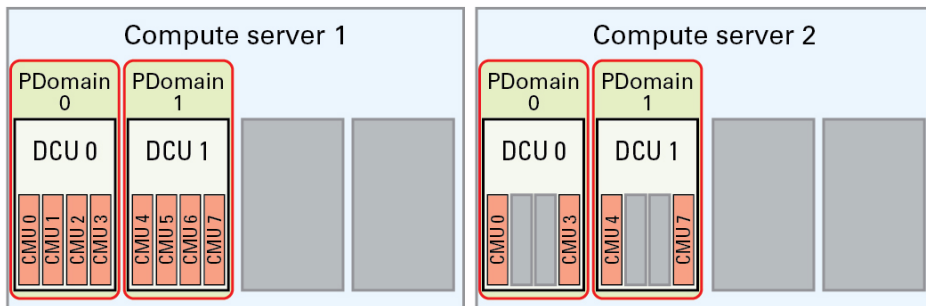 Compute server 1
PDomain
0
PDomain
1
DCU 0
DCU 1
CMU 0
CMU 1
CMU 2
CMU 3
CMU 4
CMU 5
CMU 6
CMU 7
Compute server 2
PDomain
0
PDomain
1
DCU 0
DCU 1
CMU 0
CMU 3
CMU 4
CMU 7